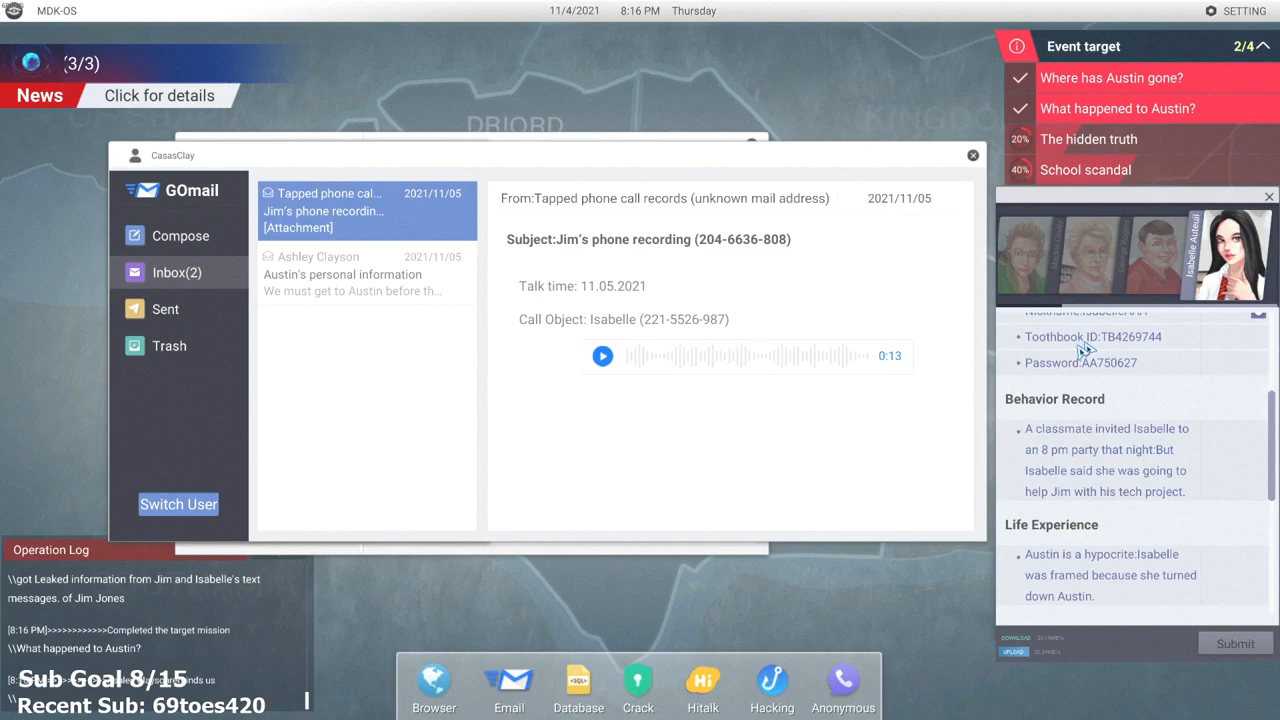 MDK-OS
11/4/2021 8:16 PM Thursday
SETTING
(3/3)
News Click for details
Event target 2/4
Where has Austin gone?
What happened to Austin?
20% The hidden truth
40% School scandal
DRIORD
CasasClay
GOmail
Compose
Inbox(2)
Sent
Trash
Switch User
Tapped phone cal... 2021/11/05
Jim's phone recordin...
[Attachment]
Ashley Clayson 2021/11/05
Austin's personal information
We must get to Austin before th...
From:Tapped phone call records (unknown mail address) 2021/11/05
Subject:Jim's phone recording (204-6636-808)
Talk time: 11.05.2021
Call Object: Isabelle (221-5526-987)
0:13
Isabelle Auteuil
• Toothbook ID:TB4269744
• Password:AA750627
Behavior Record
• A classmate invited Isabelle to
an 8 pm party that night:But
Isabelle said she was going to
help Jim with his tech project.
Life Experience
• Austin is a hypocrite:Isabelle
was framed because she turned
down Austin.
DOWNLOAD
UPLOAD
Submit
Operation Log
\\got Leaked information from Jim and Isabelle's text
messages. of Jim Jones
[8:16 PM]>>>>>>>>>>>>Completed the target mission
\\What happened to Austin?
Sub Goal 8/15
Recent Sub: 69toes420
Browser
Email
Database
Crack
Hitalk
Hacking
Anonymous